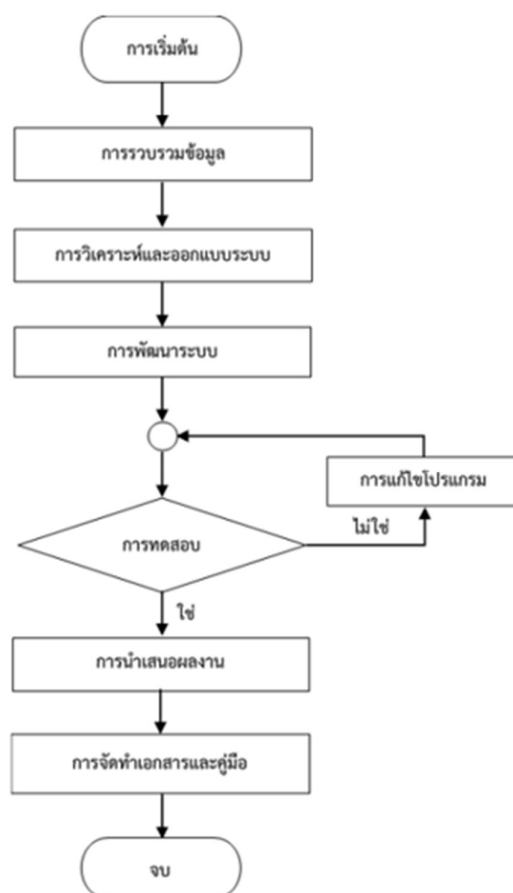 การเริ่มต้น
การรวบรวมข้อมูล
การวิเคราะห์และออกแบบระบบ
การพัฒนาระบบ
การแก้ไขโปรแกรม
ไม่ใช่
การทดสอบ
ใช่
การนำเสนอผลงาน
การจัดทำเอกสารและคู่มือ
จบ